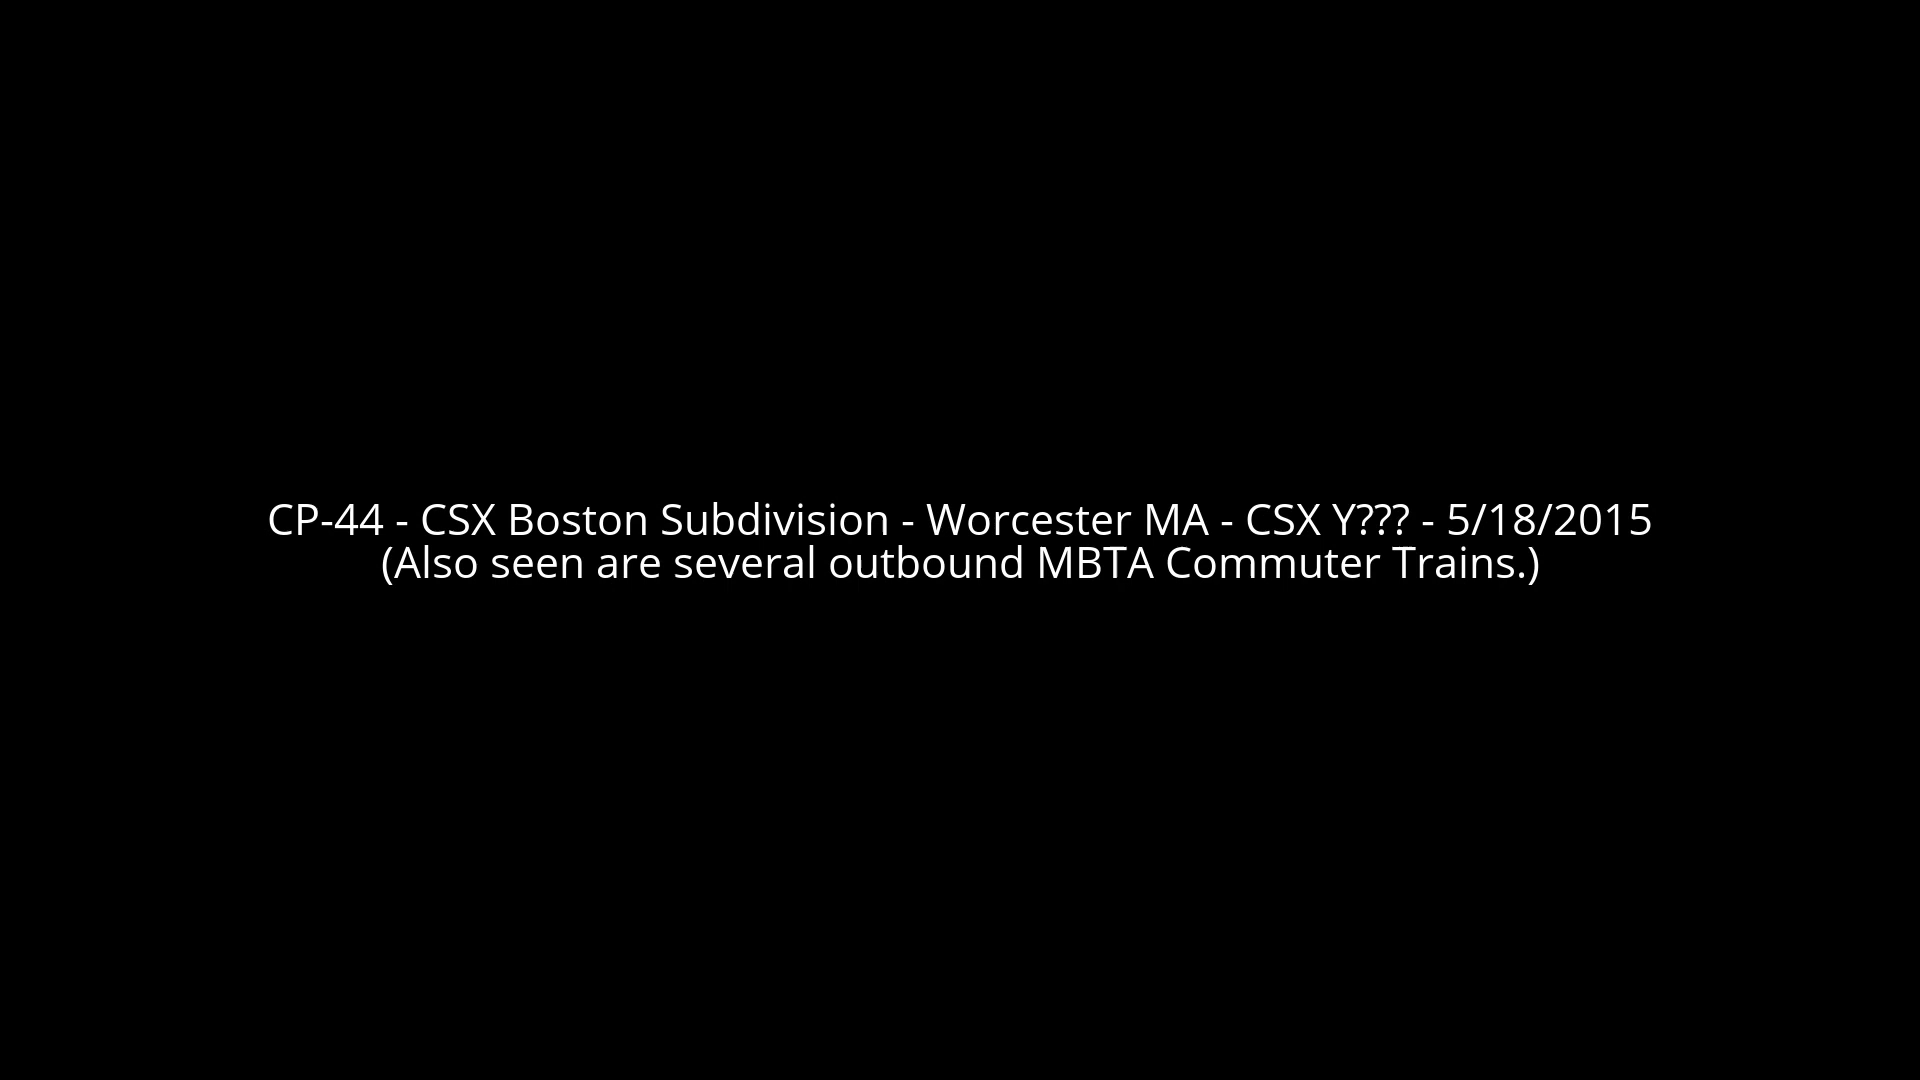 CP-44 - CSX Boston Subdivision - Worcester MA - CSX Y??? - 5/18/2015
(Also seen are several outbound MBTA Commuter Trains.)